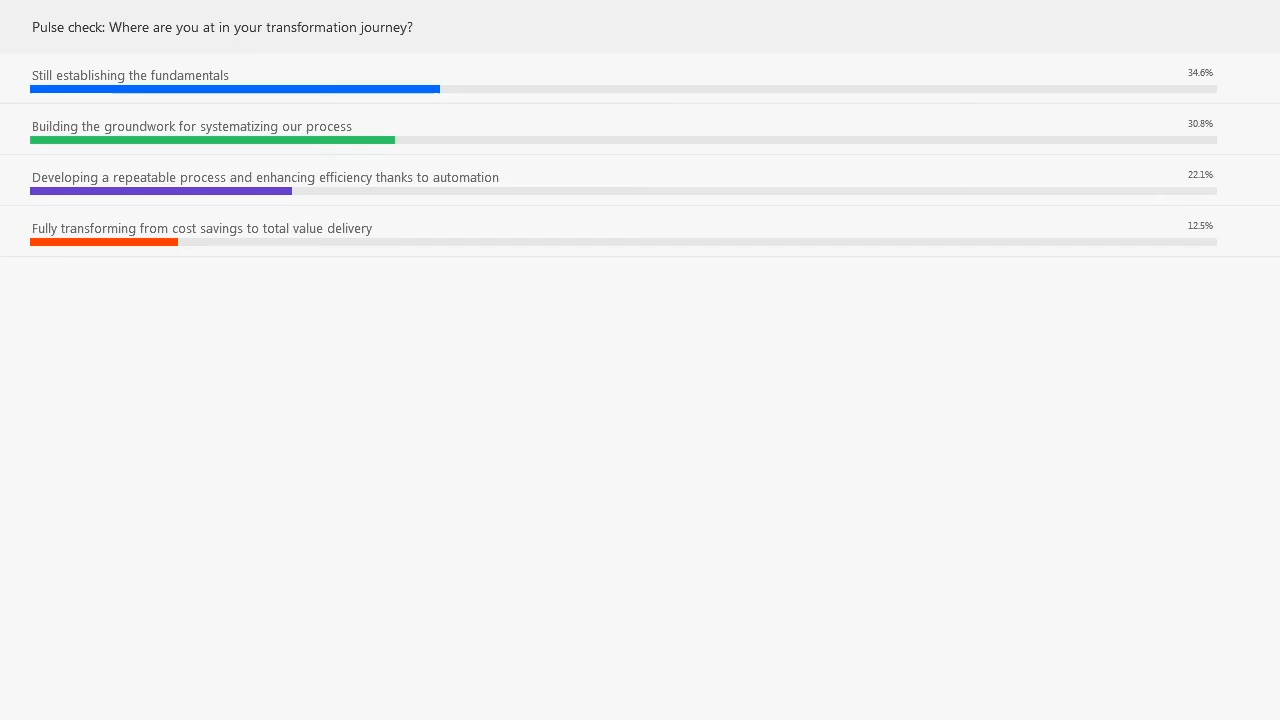 Pulse check: Where are you at in your transformation journey?
Still establishing the fundamentals
34.6%
Building the groundwork for systematizing our process
30.8%
Developing a repeatable process and enhancing efficiency thanks to automation
22.1%
Fully transforming from cost savings to total value delivery
12.5%